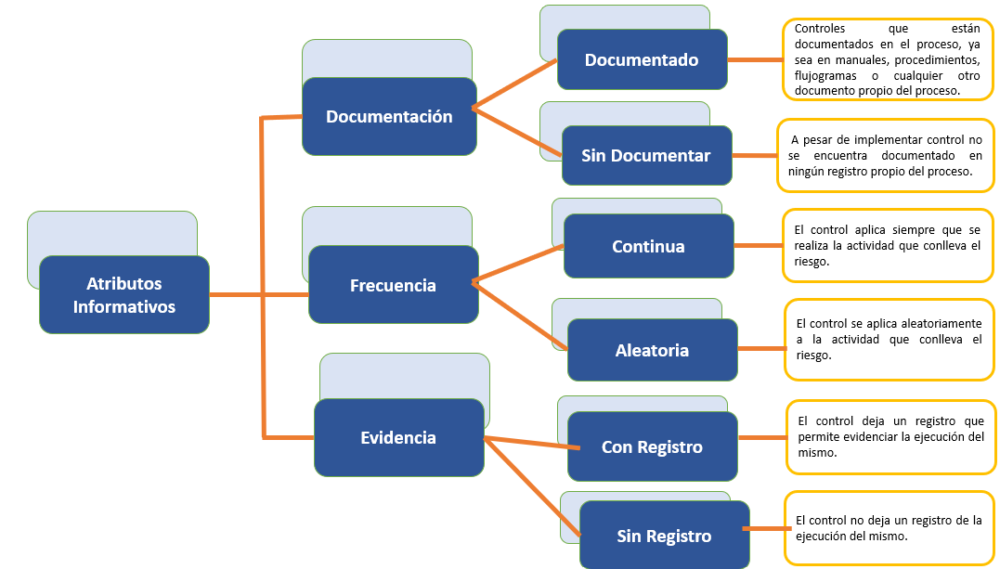 Atributos
Informativos
Documentación
Documentado
Controles que están
documentados en el proceso, ya
sea en manuales, procedimientos,
flujogramas o cualquier otro
documento propio del proceso.
Sin Documentar
A pesar de implementar control no
se encuentra documentado en
ningún registro propio del proceso.
Frecuencia
Continua
El control aplica siempre que se
realiza la actividad que conlleva el
riesgo.
Aleatoria
El control se aplica aleatoriamente
a la actividad que conlleva el
riesgo.
Evidencia
Con Registro
El control deja un registro que
permite evidenciar la ejecución del
mismo.
Sin Registro
El control no deja un registro de la
ejecución del mismo.